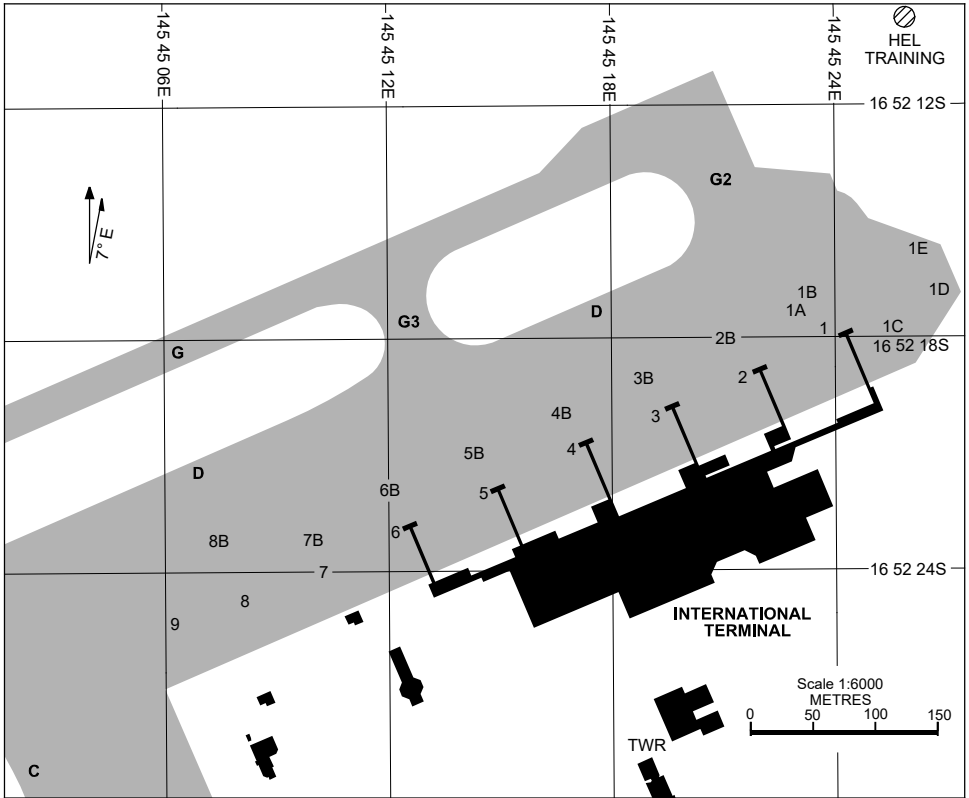 145 45 06E
145 45 12E
145 45 18E
145 45 24E
HEL
TRAINING
16 52 12S
G2
7° E
1E
1B
1D
1A
D
G3
1
1C
2B
16 52 18S
G
2
3B
4B
3
4
5B
D
6B
5
6
8B
7B
7
16 52 24S
8
9
INTERNATIONAL
TERMINAL
Scale 1:6000
METRES
0 50 100 150
TWR
C